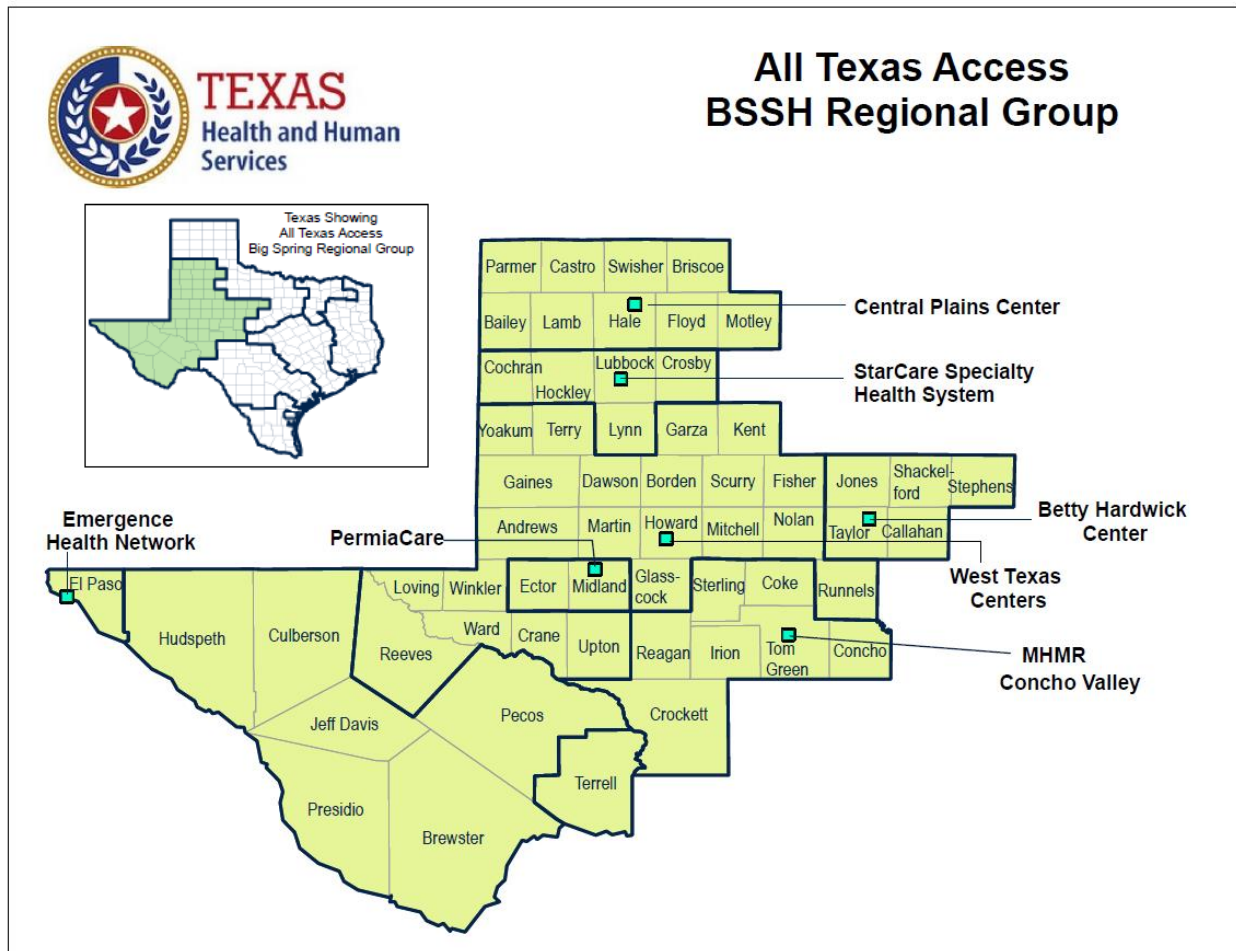 TEXAS
Health and Human
Services
All Texas Access
BSSH Regional Group
Texas Showing
All Texas Access
Big Spring Regional Group
Parmer
Castro
Swisher
Briscoe
Bailey
Lamb
Hale
Floyd
Motley
Central Plains Center
Cochran
Hockley
Lubbock
Crosby
StarCare Specialty
Health System
Yoakum
Terry
Lynn
Garza
Kent
Gaines
Dawson
Borden
Scurry
Fisher
Jones
Shackel-
ford
Stephens
Andrews
Martin
Howard
Mitchell
Nolan
Taylor
Callahan
Betty Hardwick
Center
Emergence
Health Network
PermiaCare
West Texas
Centers
El Paso
Hudspeth
Culberson
Loving
Winkler
Ector
Midland
Glass-
cock
Sterling
Coke
Runnels
Reeves
Ward
Crane
Upton
Reagan
Irion
Tom
Green
Concho
MHMR
Concho Valley
Jeff Davis
Pecos
Crockett
Terrell
Presidio
Brewster